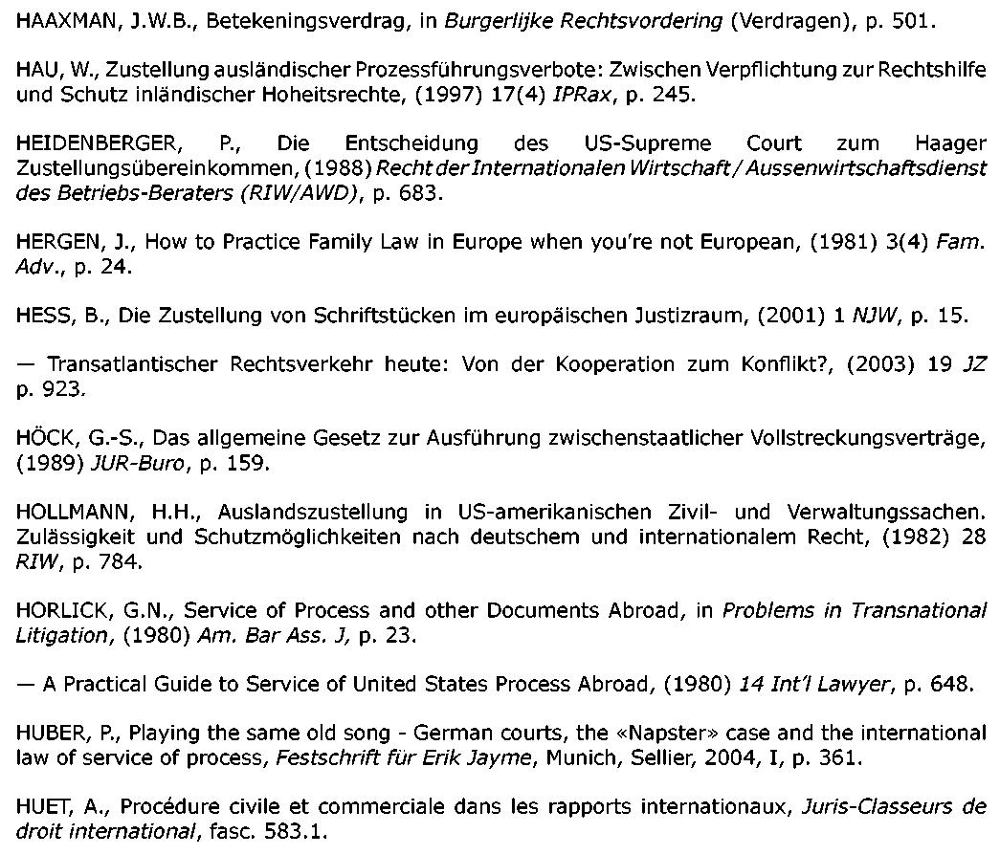 HAAXMAN, J.W.B., Betekeningsverdrag, in Burgerlijke Rechtsvordering (Verdragen), p. 501.
HAU, W., Zustellung ausländischer Prozessführungsverbote: Zwischen Verpflichtung zur Rechtshilfe
und Schutz inländischer Hoheitsrechte, (1997) 17(4) IPRax, p. 245.
HEIDENBERGER, P., Die Entscheidung des US-Supreme Court zum Haager
Zustellungsübereinkommen, (1988) Recht der Internationalen Wirtschaft / Aussenwirtschaftsdienst
des Betriebs-Beraters (RIW/AWD), p. 683.
HERGEN, J., How to Practice Family Law in Europe when you're not European, (1981) 3(4) Fam.
Adv., p. 24.
HESS, B., Die Zustellung von Schriftstücken im europäischen Justizraum, (2001) 1 NJW, p. 15.
— Transatlantischer Rechtsverkehr heute: Von der Kooperation zum Konflikt?, (2003) 19 JZ
p. 923.
HÖCK, G.-S., Das allgemeine Gesetz zur Ausführung zwischenstaatlicher Vollstreckungsverträge,
(1989) JUR-Buro, p. 159.
HOLLMANN, H.H., Auslandszustellung in US-amerikanischen Zivil- und Verwaltungssachen.
Zulässigkeit und Schutzmöglichkeiten nach deutschem und internationalem Recht, (1982) 28
RIW, p. 784.
HORLICK, G.N., Service of Process and other Documents Abroad, in Problems in Transnational
Litigation, (1980) Am. Bar Ass. J, p. 23.
— A Practical Guide to Service of United States Process Abroad, (1980) 14 Int'l Lawyer, p. 648.
HUBER, P., Playing the same old song - German courts, the «Napster» case and the international
law of service of process, Festschrift für Erik Jayme, Munich, Sellier, 2004, I, p. 361.
HUET, A., Procédure civile et commerciale dans les rapports internationaux, Juris-Classeurs de
droit international, fasc. 583.1.